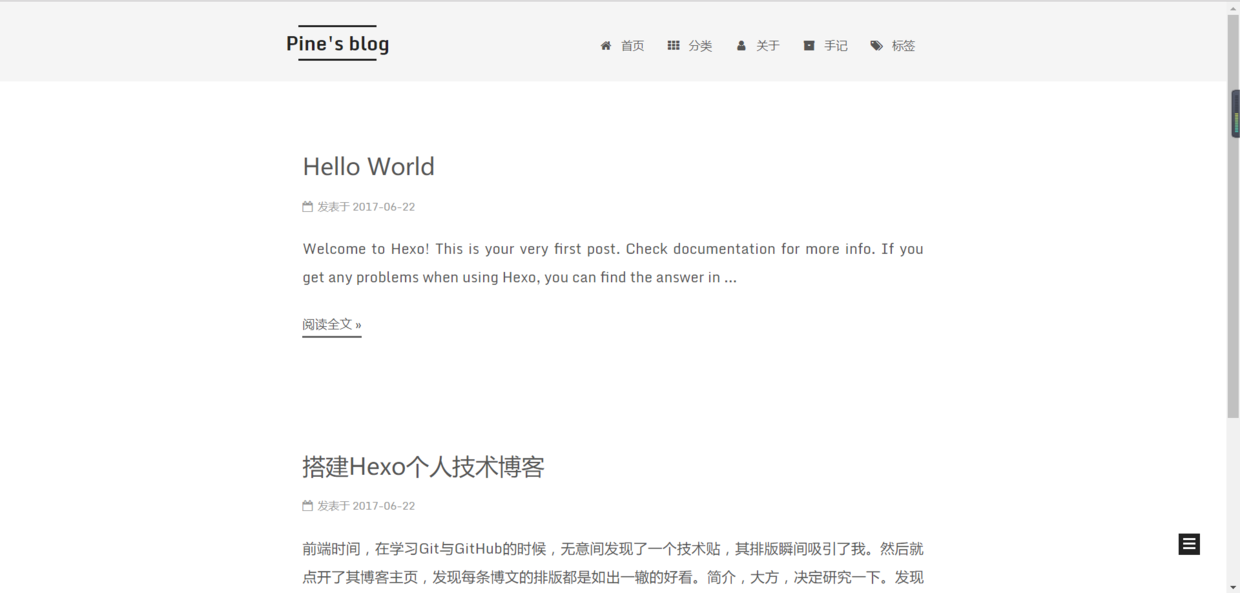 Pine's blog
首页 分类 关于 手记 标签
Hello World
发表于 2017-06-22
Welcome to Hexo! This is your very first post. Check documentation for more info. If you
get any problems when using Hexo, you can find the answer in ...
阅读全文 »
搭建Hexo个人技术博客
发表于 2017-06-22
前端时间，在学习Git与GitHub的时候，无意间发现了一个技术贴，其排版瞬间吸引了我。然后就
点开了其博客主页，发现每条博文的排版都是如出一辙的好看。简介，大方，决定研究一下。发现